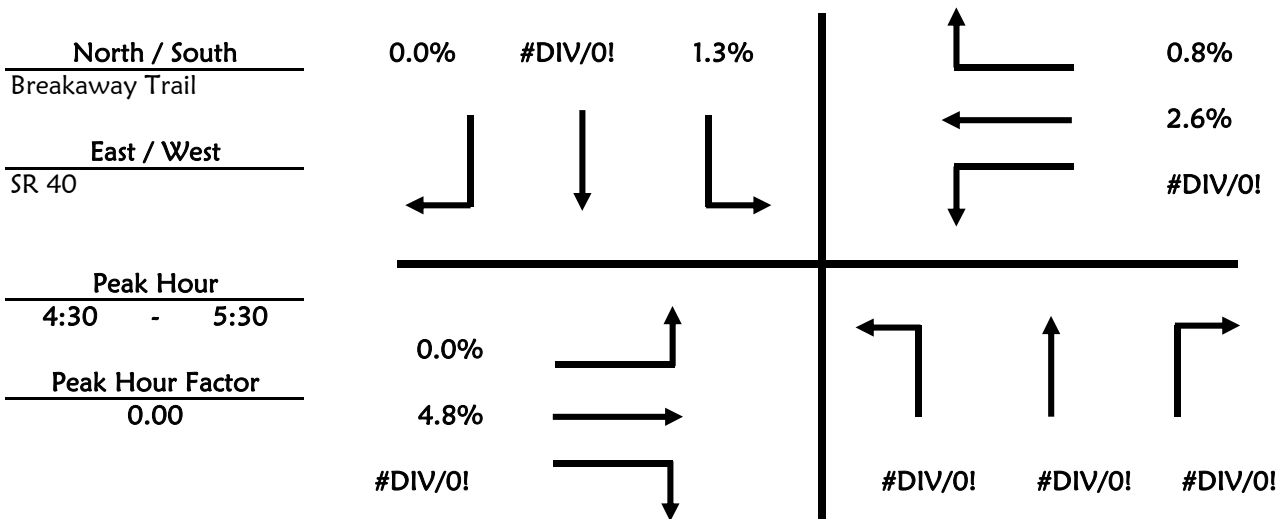 North / South
Breakaway Trail
East / West
SR 40
Peak Hour
4:30 - 5:30
Peak Hour Factor
0.00
0.0% #DIV/0! 1.3%
0.8%
2.6%
#DIV/0!
0.0%
4.8%
#DIV/0!
#DIV/0! #DIV/0! #DIV/0!